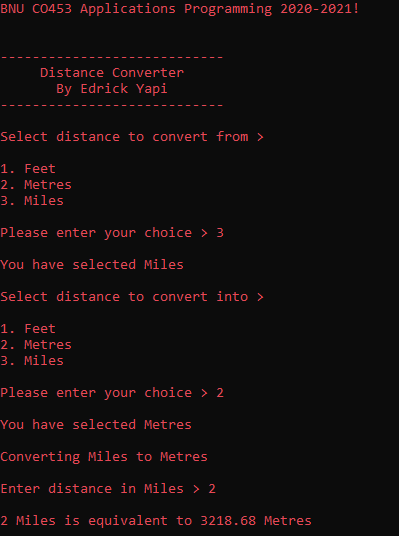 BNU CO453 Applications Programming 2020-2021!
----------------------------
Distance Converter
By Edrick Yapi
----------------------------
Select distance to convert from >
1. Feet
2. Metres
3. Miles
Please enter your choice > 3
You have selected Miles
Select distance to convert into >
1. Feet
2. Metres
3. Miles
Please enter your choice > 2
You have selected Metres
Converting Miles to Metres
Enter distance in Miles > 2
2 Miles is equivalent to 3218.68 Metres